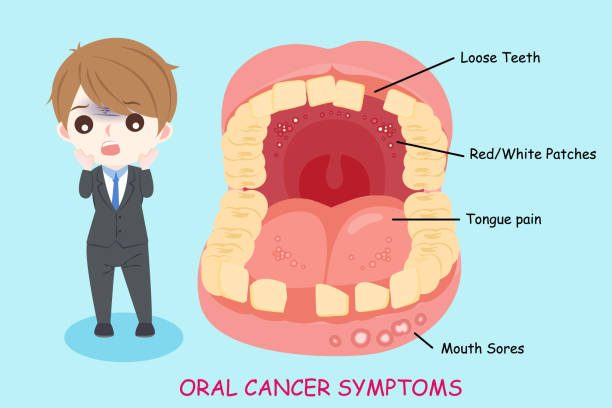 Loose Teeth
Red/White Patches
Tongue pain
Mouth Sores
ORAL CANCER SYMPTOMS